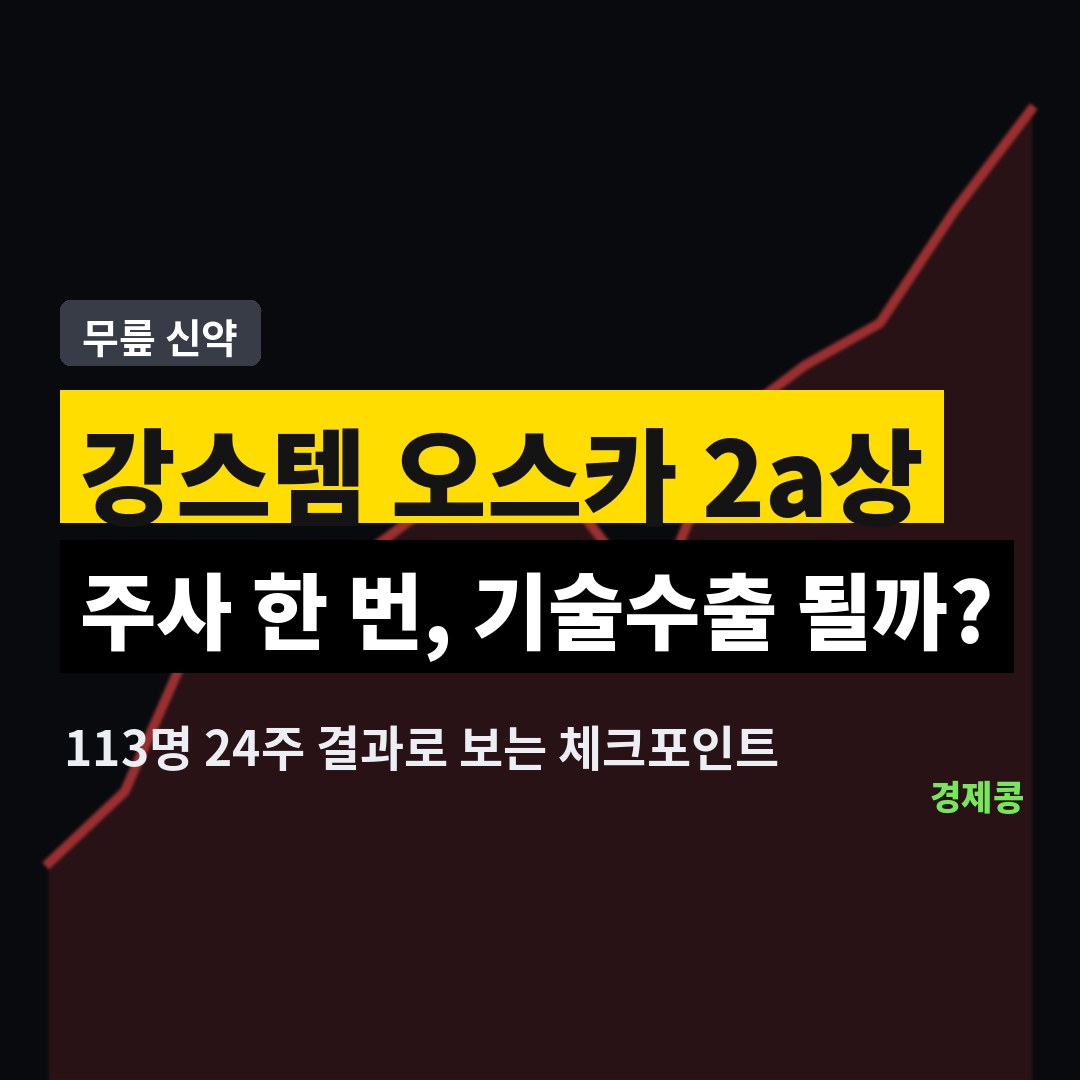 무릎 신약
강스템 오스카 2a상
주사 한 번, 기술수출 될까?
113명 24주 결과로 보는 체크포인트
경제콩